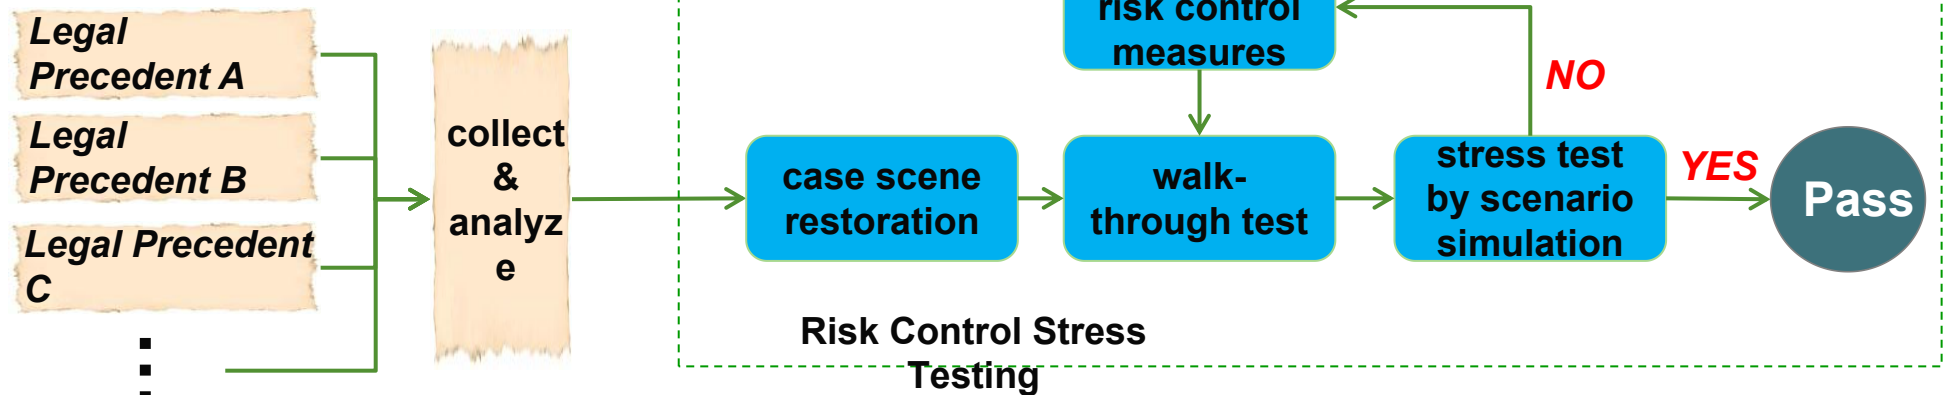 Legal
Precedent A
Legal
Precedent B
Legal Precedent
C
collect
&
analyz
e
risk control
measures
NO
case scene
restoration
walk-
through test
stress test
by scenario
simulation
YES
Pass
Risk Control Stress
Testing